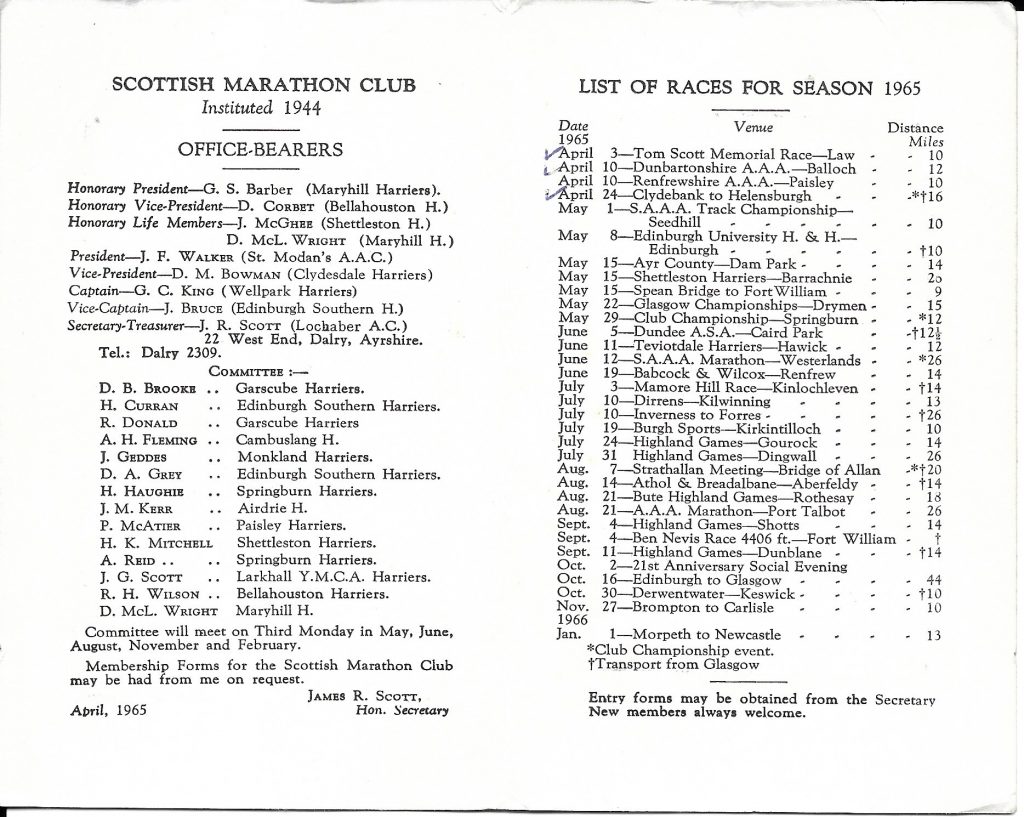 SCOTTISH MARATHON CLUB
Instituted 1944
OFFICE-BEARERS
Honorary President—G. S. Barber (Maryhill Harriers).
Honorary Vice-President—D. CORBET (Bellahouston H.)
Honorary Life Members—J. MCGHEE (Shettleston H.)
D. McL. WRIGHT (Maryhill H.)
President—J. F. WALKER (St. Modan's A.A.C.)
Vice-President—D. M. BOWMAN (Clydesdale Harriers)
Captain—G. C. KING (Wellpark Harriers)
Vice-Captain—J. BRUCE (Edinburgh Southern H.)
Secretary-Treasurer—J. R. SCOTT (Lochaber A.C.)
22 West End, Dalry, Ayrshire.
Tel.: Dalry 2309.
COMMITTEE :—
D. B. BROOKE .. Garscube Harriers.
H. CURRAN .. Edinburgh Southern Harriers.
R. DONALD .. Garscube Harriers
A. H. FLEMING .. Cambuslang H.
J. GEDDES .. Monkland Harriers.
D. A. GREY .. Edinburgh Southern Harriers.
H. HAUGHIE .. Springburn Harriers.
J. M. KERR .. Airdrie H.
P. MCATIER .. Paisley Harriers.
H. K. MITCHELL Shettleston Harriers.
A. REID .. .. Springburn Harriers.
J. G. SCOTT .. Larkhall Y.M.C.A. Harriers.
R. H. WILSON .. Bellahouston Harriers.
D. McL. WRIGHT Maryhill H.
Committee will meet on Third Monday in May, June,
August, November and February.
Membership Forms for the Scottish Marathon Club
may be had from me on request.
JAMES R. SCOTT,
April, 1965 Hon. Secretary
LIST OF RACES FOR SEASON 1965
Date Venue Distance
1965 Miles
April 3—Tom Scott Memorial Race—Law - - 10
April 10—Dunbartonshire A.A.A.—Balloch - - 12
April 10—Renfrewshire A.A.A.—Paisley - - 10
April 24—Clydebank to Helensburgh - - -*†16
May 1—S.A.A.A. Track Championship—
Seedhill - - - - - - 10
May 8—Edinburgh University H. & H.—
Edinburgh - - - - - - †10
May 15—Ayr County—Dam Park - - - - 14
May 15—Shettleston Harriers—Barrachnie - - 20
May 15—Spean Bridge to Fort William - - - 9
May 22—Glasgow Championships—Drymen - - 15
May 29—Club Championship—Springburn - - *12
June 5—Dundee A.S.A.—Caird Park - -†12½
June 11—Teviotdale Harriers—Hawick - - - 12
June 12—S.A.A.A. Marathon—Westerlands - - *26
June 19—Babcock & Wilcox—Renfrew - - 14
July 3—Mamore Hill Race—Kinlochleven - - †14
July 10—Dirrens—Kilwinning - - - - 13
July 10—Inverness to Forres - - - - - †26
July 19—Burgh Sports—Kirkintilloch - - - 10
July 24—Highland Games—Gourock - - - 14
July 31 Highland Games—Dingwall - - - 26
Aug. 7—Strathallan Meeting—Bridge of Allan -*†20
Aug. 14—Athol & Breadalbane—Aberfeldy - - †14
Aug. 21—Bute Highland Games—Rothesay - - 18
Aug. 21—A.A.A. Marathon—Port Talbot - - 26
Sept. 4—Highland Games—Shotts - - - 14
Sept. 4—Ben Nevis Race 4406 ft.—Fort William - †
Sept. 11—Highland Games—Dunblane - - - †14
Oct. 2—21st Anniversary Social Evening
Oct. 16—Edinburgh to Glasgow - - - - 44
Oct. 30—Derwentwater—Keswick - - - - †10
Nov. 27—Brompton to Carlisle - - - - 10
1966
Jan. 1—Morpeth to Newcastle - - - - 13
*Club Championship event.
†Transport from Glasgow
Entry forms may be obtained from the Secretary
New members always welcome.